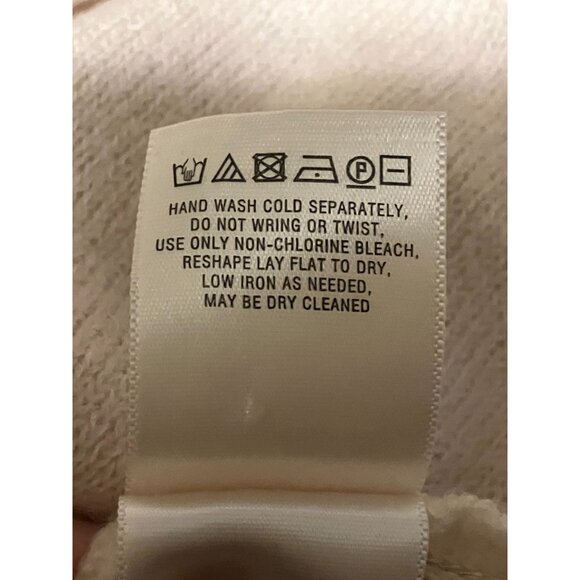 P
HAND WASH COLD SEPARATELY,
DO NOT WRING OR TWIST,
USE ONLY NON-CHLORINE BLEACH,
RESHAPE LAY FLAT TO DRY,
LOW IRON AS NEEDED,
MAY BE DRY CLEANED